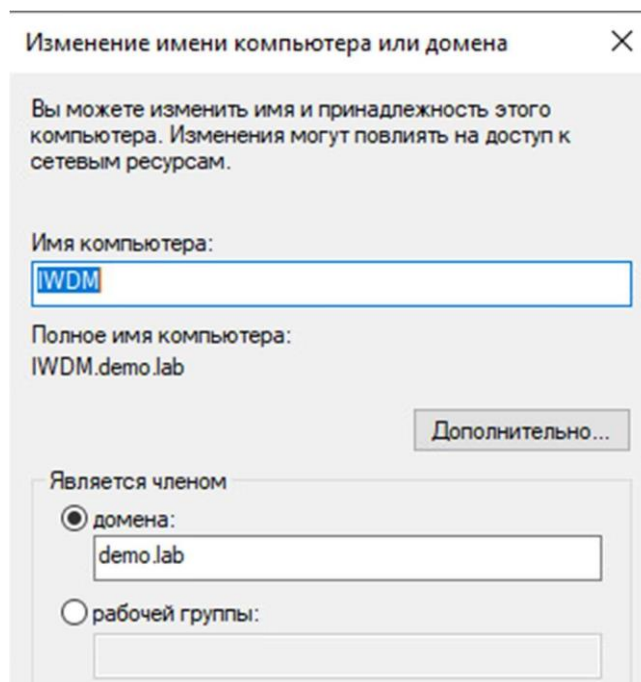 Изменение имени компьютера или домена
Вы можете изменить имя и принадлежность этого
компьютера. Изменения могут повлиять на доступ к
сетевым ресурсам.
Имя компьютера:
IWDM
Полное имя компьютера:
IWDM.demo.lab
Дополнительно...
Является членом
домена:
demo.lab
рабочей группы: